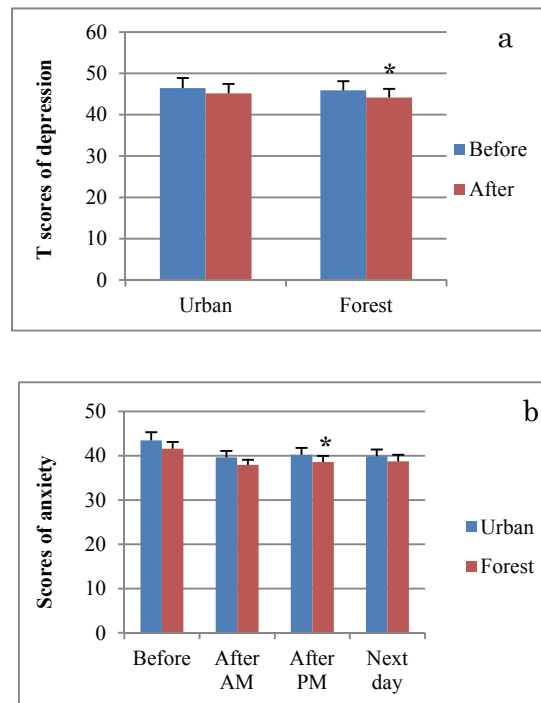 a
60
50
40
30
20
10
0
T scores of depression
*
Before
After
Urban Forest
b
50
40
30
20
10
0
Scores of anxiety
*
Urban
Forest
Before After After Next
AM PM day